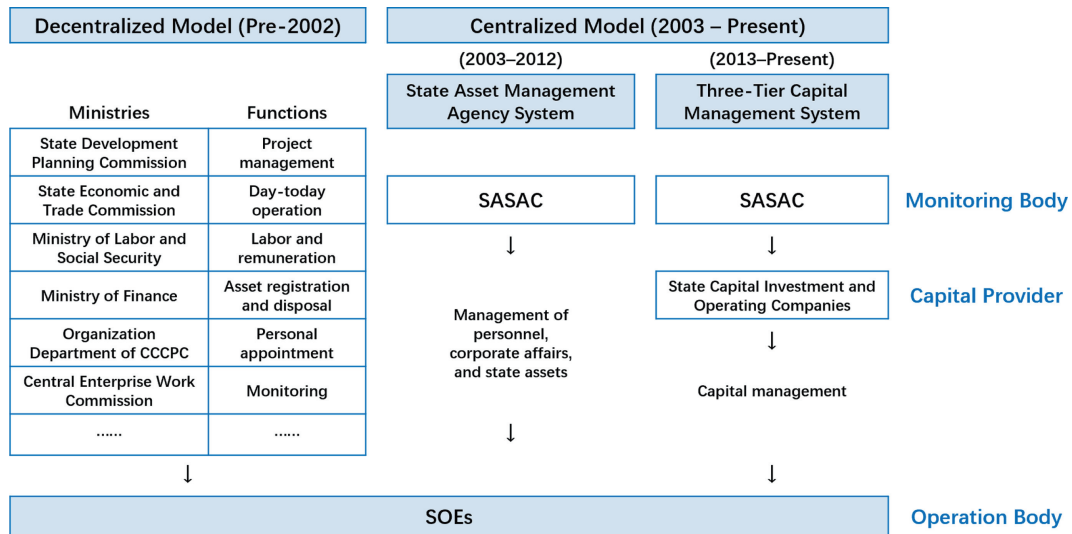 Decentralized Model (Pre-2002)
Centralized Model (2003 – Present)
(2003–2012)
(2013–Present)
State Asset Management
Agency System
Three-Tier Capital
Management System
Ministries
Functions
State Development
Planning Commission
Project
management
State Economic and
Trade Commission
Day-today
operation
Ministry of Labor and
Social Security
Labor and
remuneration
Ministry of Finance
Asset registration
and disposal
Organization
Department of CCCPC
Personal
appointment
Central Enterprise Work
Commission
Monitoring
......
......
SASAC
↓
Management of
personnel,
corporate affairs,
and state assets
↓
SASAC
↓
State Capital Investment and
Operating Companies
↓
Capital management
↓
↓
Monitoring Body
Capital Provider
SOEs
Operation Body